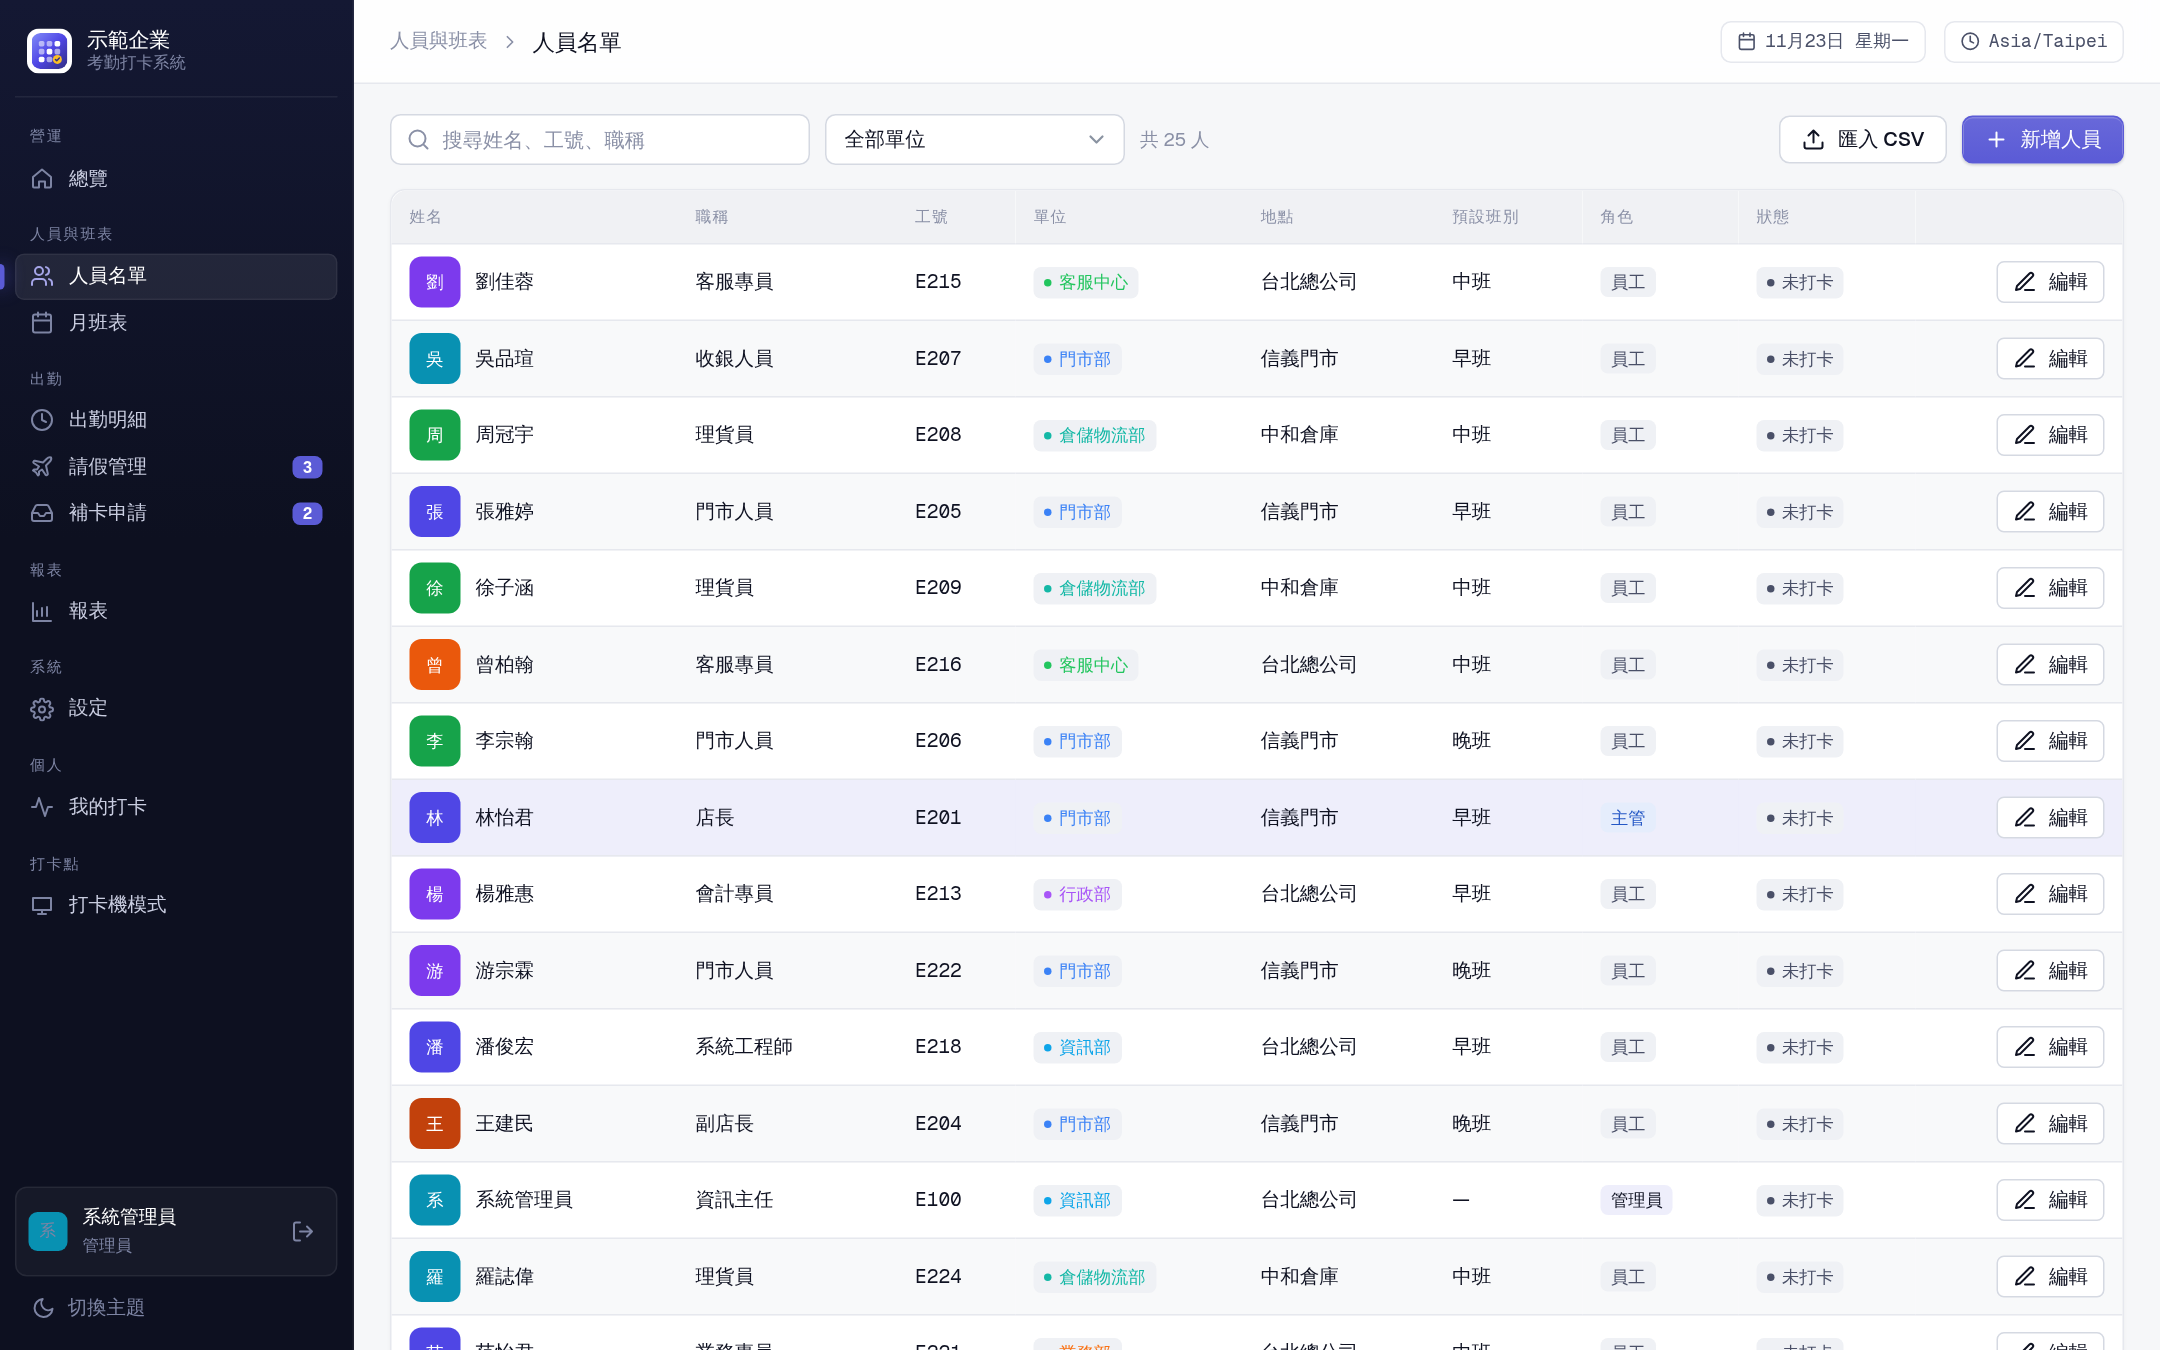 示範企業
考勤打卡系統
營運
總覽
人員與班表
人員名單
月班表
出勤
出勤明細
請假管理 3
補卡申請 2
報表
報表
系統
設定
個人
我的打卡
打卡點
打卡機模式
系 系統管理員
管理員
切換主題
人員與班表 人員名單 11月23日 星期一 Asia/Taipei
搜尋姓名、工號、職稱 全部單位 共 25 人 匯入 CSV 新增人員
姓名 職稱 工號 單位 地點 預設班別 角色 狀態
劉 劉佳蓉 客服專員 E215 客服中心 台北總公司 中班 員工 未打卡 編輯
吳 吳品瑄 收銀人員 E207 門市部 信義門市 早班 員工 未打卡 編輯
周 周冠宇 理貨員 E208 倉儲物流部 中和倉庫 中班 員工 未打卡 編輯
張 張雅婷 門市人員 E205 門市部 信義門市 早班 員工 未打卡 編輯
徐 徐子涵 理貨員 E209 倉儲物流部 中和倉庫 中班 員工 未打卡 編輯
曾 曾柏翰 客服專員 E216 客服中心 台北總公司 中班 員工 未打卡 編輯
李 李宗翰 門市人員 E206 門市部 信義門市 晚班 員工 未打卡 編輯
林 林怡君 店長 E201 門市部 信義門市 早班 主管 未打卡 編輯
楊 楊雅惠 會計專員 E213 行政部 台北總公司 早班 員工 未打卡 編輯
游 游宗霖 門市人員 E222 門市部 信義門市 晚班 員工 未打卡 編輯
潘 潘俊宏 系統工程師 E218 資訊部 台北總公司 早班 員工 未打卡 編輯
王 王建民 副店長 E204 門市部 信義門市 晚班 員工 未打卡 編輯
系 系統管理員 資訊主任 E100 資訊部 台北總公司 — 管理員 未打卡 編輯
羅 羅誌偉 理貨員 E224 倉儲物流部 中和倉庫 中班 員工 未打卡 編輯